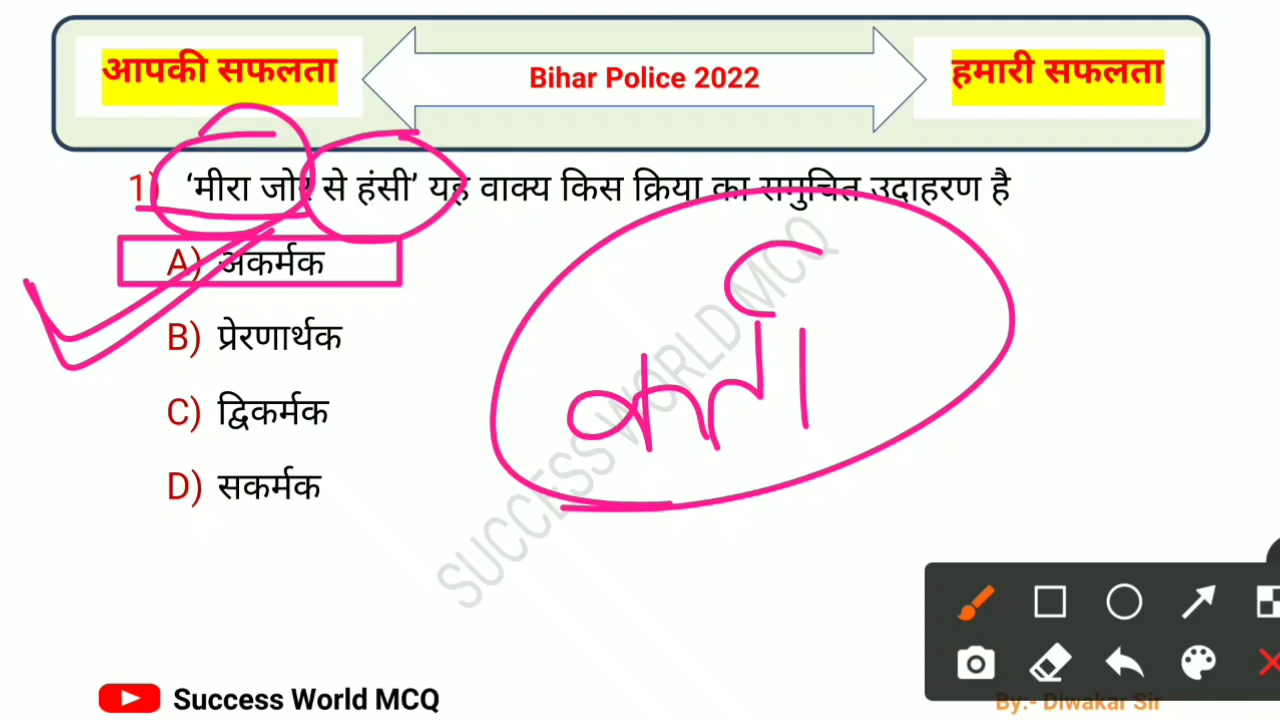 आपकी सफलता
Bihar Police 2022
हमारी सफलता
1) ‘मीरा जोर से हंसी’ यह वाक्य किस क्रिया का समुचित उदाहरण है
A) अकर्मक
B) प्रेरणार्थक
C) द्विकर्मक
D) सकर्मक
कर्ता
SUCCESS WORLD MCQ
Success World MCQ
By:- Diwakar Sir